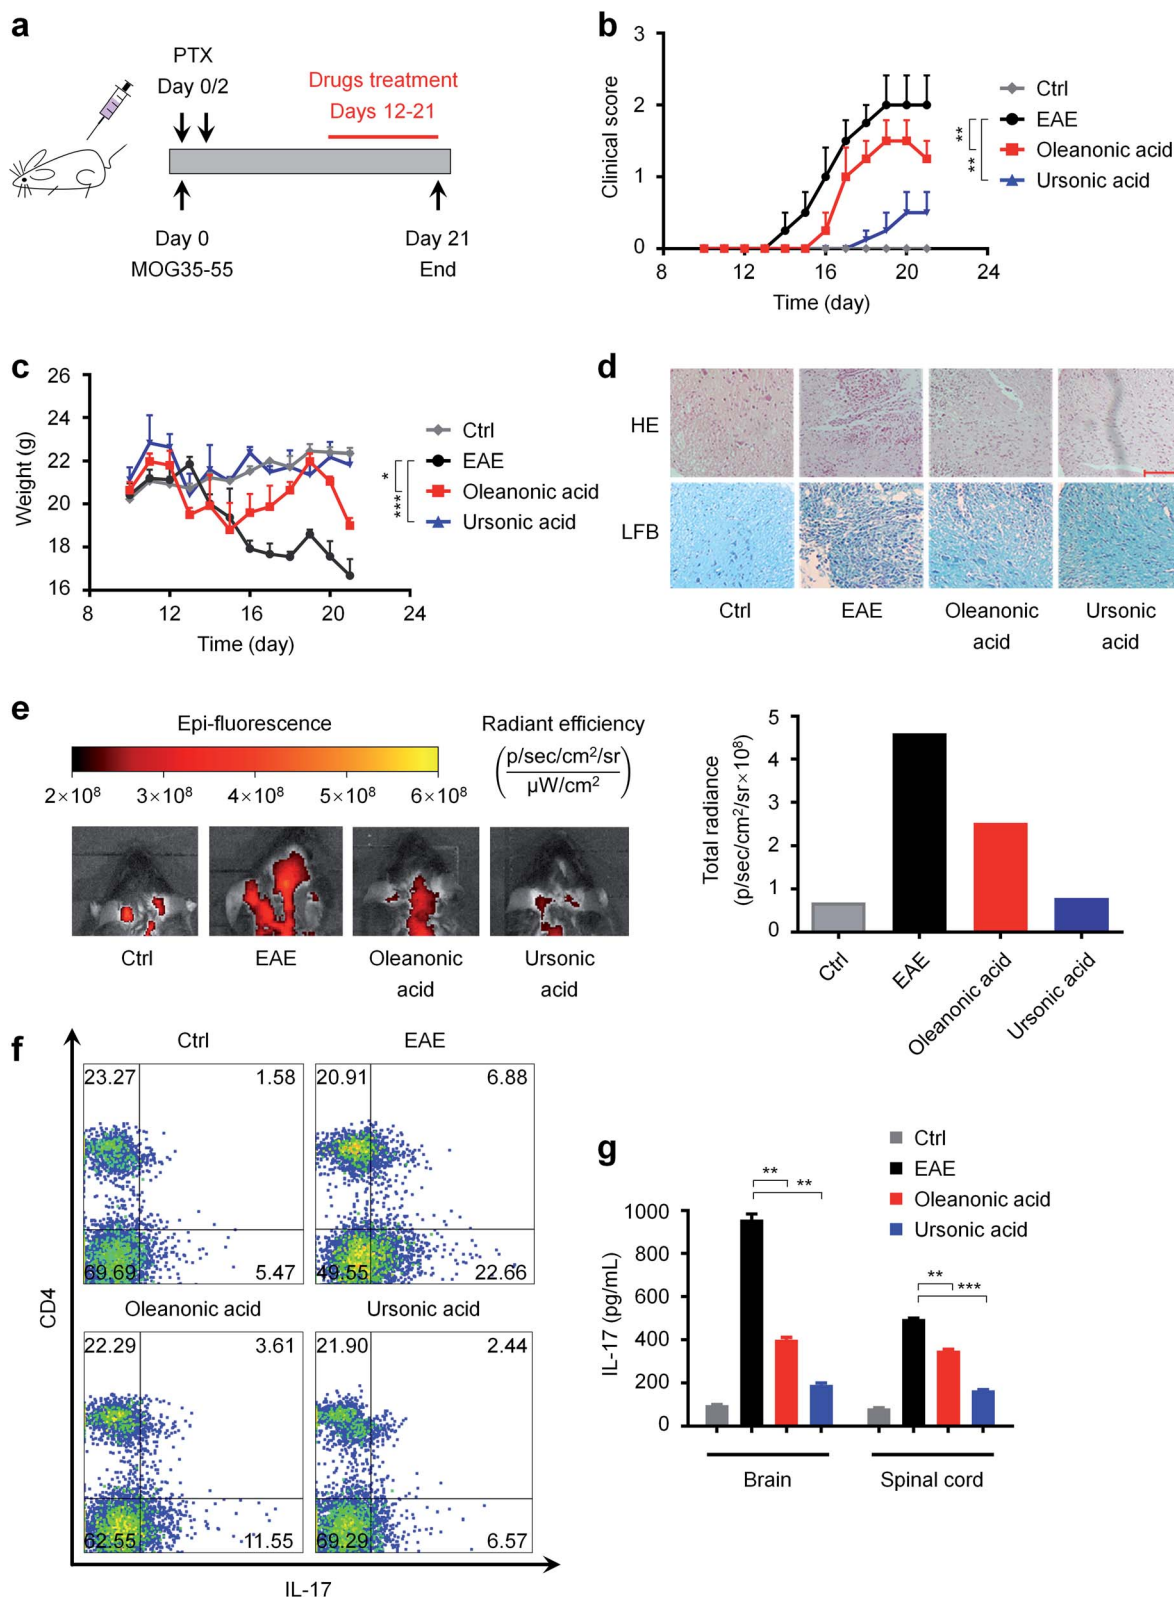 a
PTX
Day 0/2
Drugs treatment
Days 12-21
Day 0
MOG35-55
Day 21
End
b
Clinical score
3
2
1
0
8
12
16
20
24
Time (day)
Ctrl
EAE
Oleanonic acid
Ursonic acid
**
**
c
Weight (g)
26
24
22
20
18
16
8
12
16
20
24
Time (day)
Ctrl
EAE
Oleanonic acid
Ursonic acid
*
***
d
HE
LFB
Ctrl
EAE
Oleanonic
acid
Ursonic
acid
e
Epi-fluorescence
Radiant efficiency
(p/sec/cm²/sr
μW/cm²)
2×10⁸
3×10⁸
4×10⁸
5×10⁸
6×10⁸
Ctrl
EAE
Oleanonic
acid
Ursonic
acid
Total radiance
(p/sec/cm²/sr×10⁸)
5
4
3
2
1
0
Ctrl
EAE
Oleanonic acid
Ursonic acid
f
Ctrl
EAE
23.27
1.58
20.91
6.88
69.69
5.47
49.55
22.66
Oleanonic acid
Ursonic acid
22.29
3.61
21.90
2.44
62.55
11.55
69.29
6.57
CD4
IL-17
g
Ctrl
EAE
Oleanonic acid
Ursonic acid
IL-17 (pg/mL)
1000
800
600
400
200
0
**
**
**
***
Brain
Spinal cord